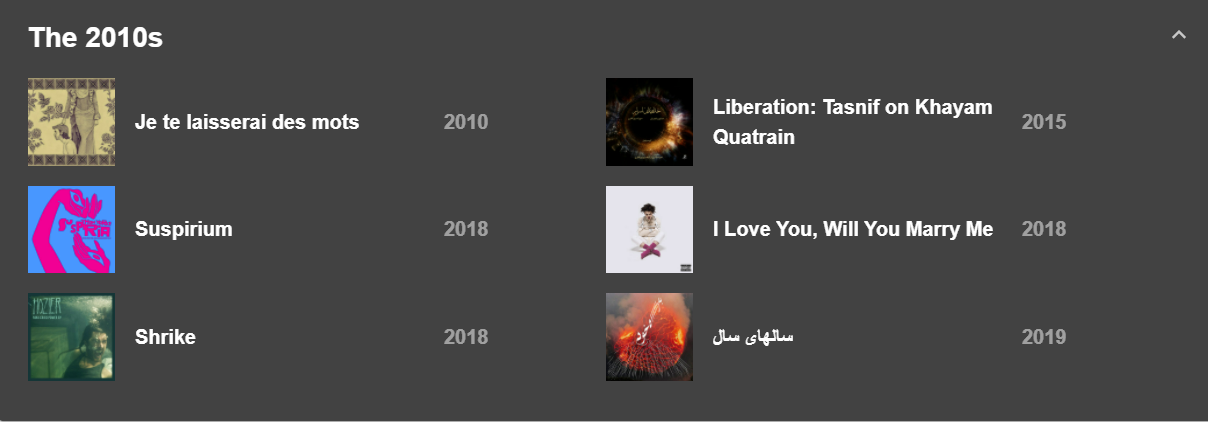 The 2010s
Je te laisserai des mots
2010
Liberation: Tasnif on Khayam
Quatrain
2015
Suspirium
2018
I Love You, Will You Marry Me
2018
HOZIER
Shrike
2018
سالهای سال
2019